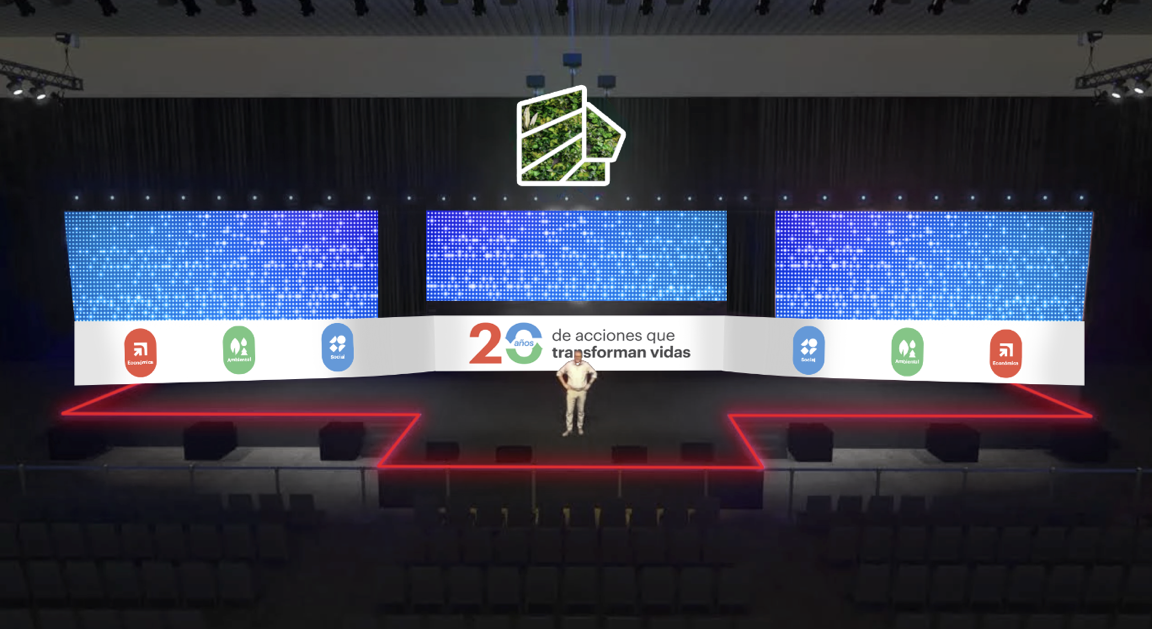 Económico
Ambiental
Social
20
años
de acciones que
transforman vidas
Social
Ambiental
Económico